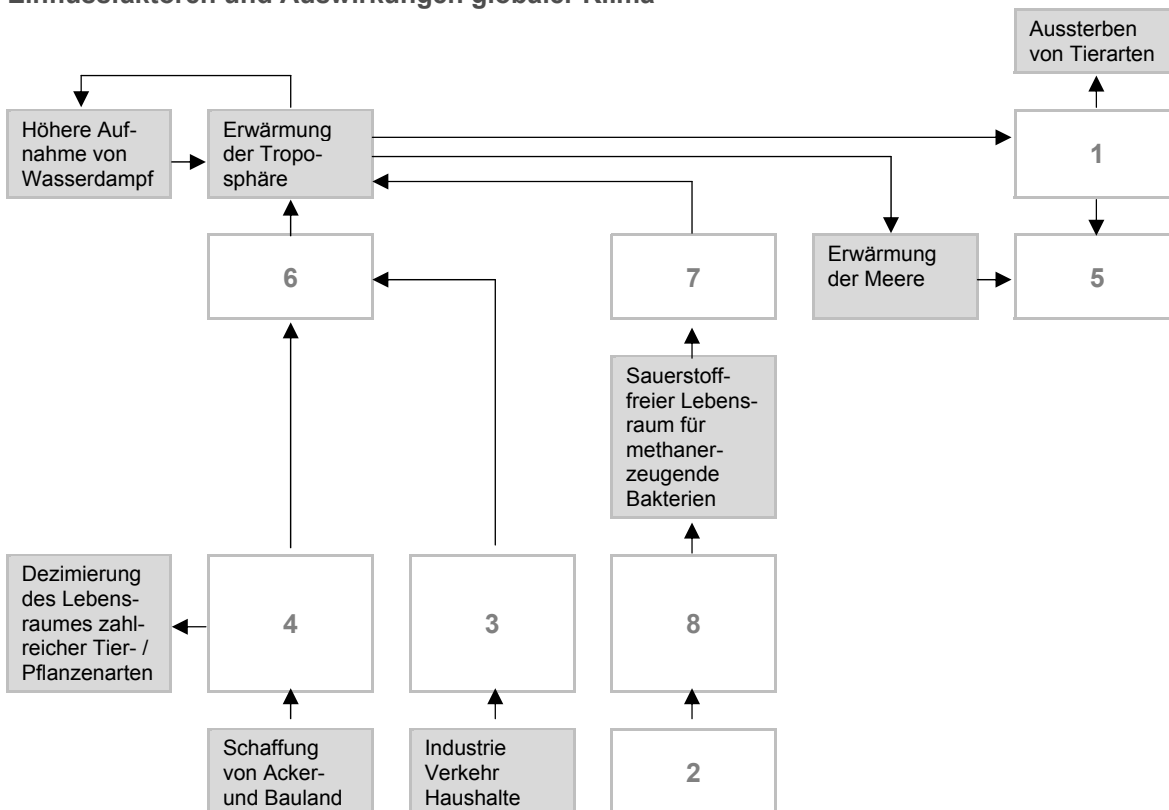 Einflussfaktoren und Auswirkungen globaler Klima
Aussterben
von Tierarten
Höhere Auf-
nahme von
Wasserdampf
Erwärmung
der Tropo-
sphäre
1
6
7
Erwärmung
der Meere
5
Sauerstoff-
freier Lebens-
raum für
methaner-
zeugende
Bakterien
Dezimierung
des Lebens-
raumes zahl-
reicher Tier- /
Pflanzenarten
4
3
8
Schaffung
von Acker-
und Bauland
Industrie
Verkehr
Haushalte
2